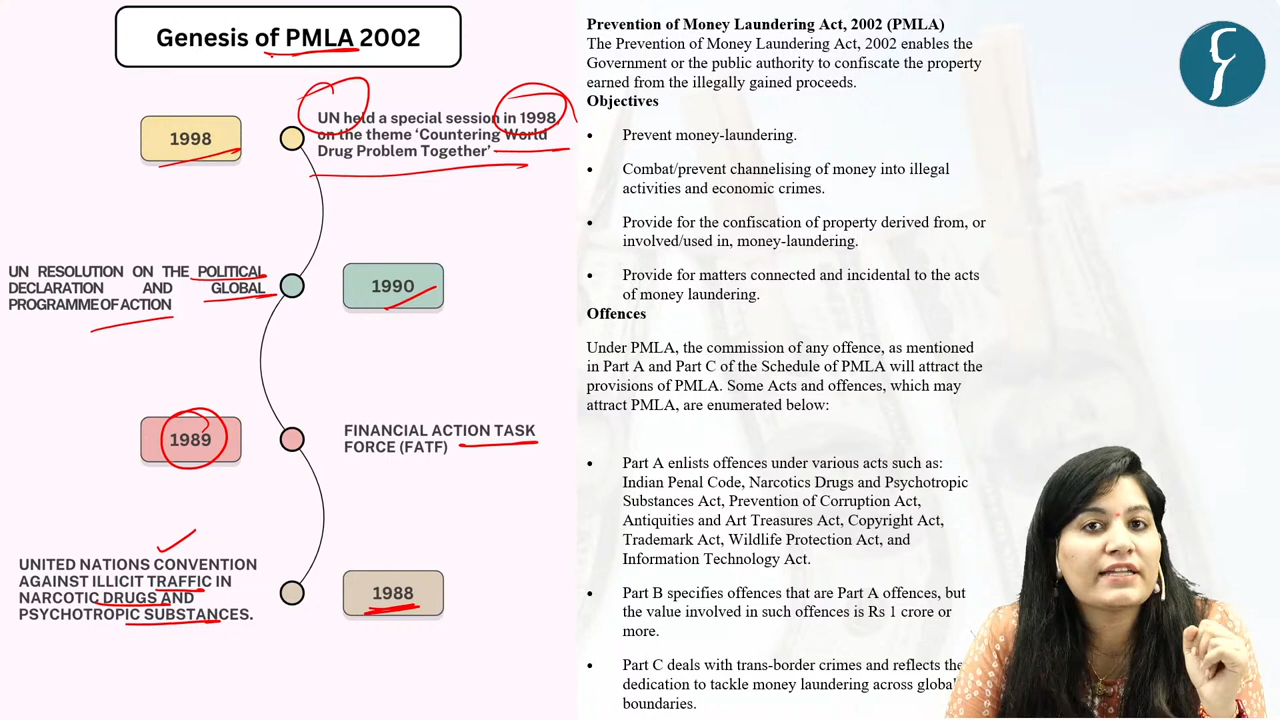 Genesis of PMLA 2002
1998
UN held a special session in 1998
on the theme ‘Countering World
Drug Problem Together’
UN RESOLUTION ON THE POLITICAL
DECLARATION AND GLOBAL
PROGRAMME OF ACTION
1990
1989
FINANCIAL ACTION TASK
FORCE (FATF)
UNITED NATIONS CONVENTION
AGAINST ILLICIT TRAFFIC IN
NARCOTIC DRUGS AND
PSYCHOTROPIC SUBSTANCES.
1988
Prevention of Money Laundering Act, 2002 (PMLA)
The Prevention of Money Laundering Act, 2002 enables the
Government or the public authority to confiscate the property
earned from the illegally gained proceeds.
Objectives
• Prevent money-laundering.
• Combat/prevent channelising of money into illegal
activities and economic crimes.
• Provide for the confiscation of property derived from, or
involved/used in, money-laundering.
• Provide for matters connected and incidental to the acts
of money laundering.
Offences
Under PMLA, the commission of any offence, as mentioned
in Part A and Part C of the Schedule of PMLA will attract the
provisions of PMLA. Some Acts and offences, which may
attract PMLA, are enumerated below:
• Part A enlists offences under various acts such as:
Indian Penal Code, Narcotics Drugs and Psychotropic
Substances Act, Prevention of Corruption Act,
Antiquities and Art Treasures Act, Copyright Act,
Trademark Act, Wildlife Protection Act, and
Information Technology Act.
• Part B specifies offences that are Part A offences, but
the value involved in such offences is Rs 1 crore or
more.
• Part C deals with trans-border crimes and reflects the
dedication to tackle money laundering across global
boundaries.